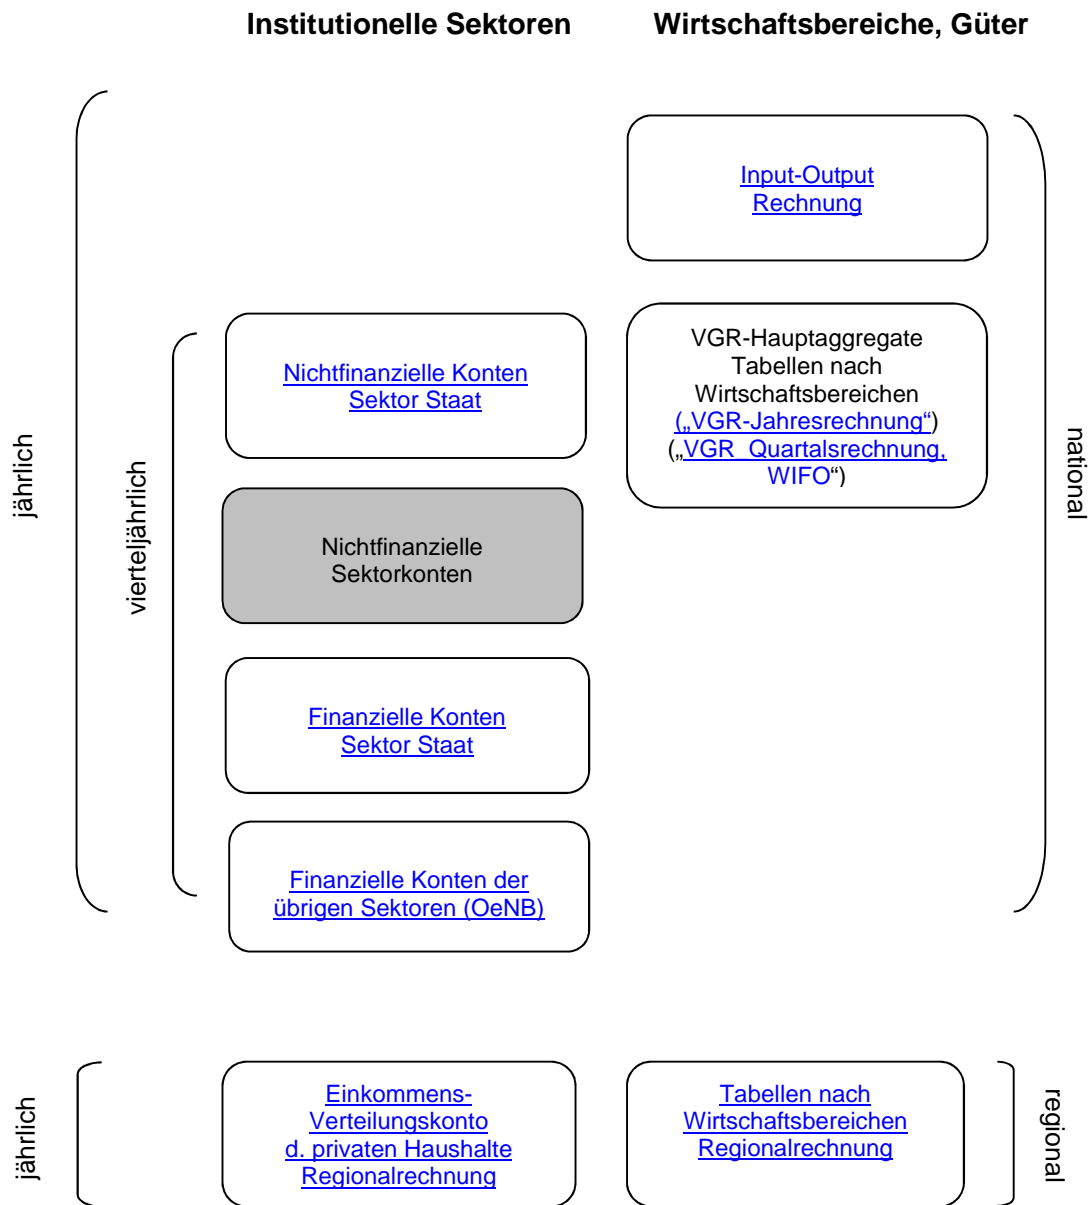 Institutionelle Sektoren
Wirtschaftsbereiche, Güter
jährlich
vierteljährlich
Input-Output
Rechnung
Nichtfinanzielle Konten
Sektor Staat
VGR-Hauptaggregate
Tabellen nach
Wirtschaftsbereichen
(„VGR-Jahresrechnung“)
(„VGR_Quartalsrechnung,
WIFO“)
national
Nichtfinanzielle
Sektorkonten
Finanzielle Konten
Sektor Staat
Finanzielle Konten der
übrigen Sektoren (OeNB)
jährlich
Einkommens-
Verteilungskonto
d. privaten Haushalte
Regionalrechnung
Tabellen nach
Wirtschaftsbereichen
Regionalrechnung
regional